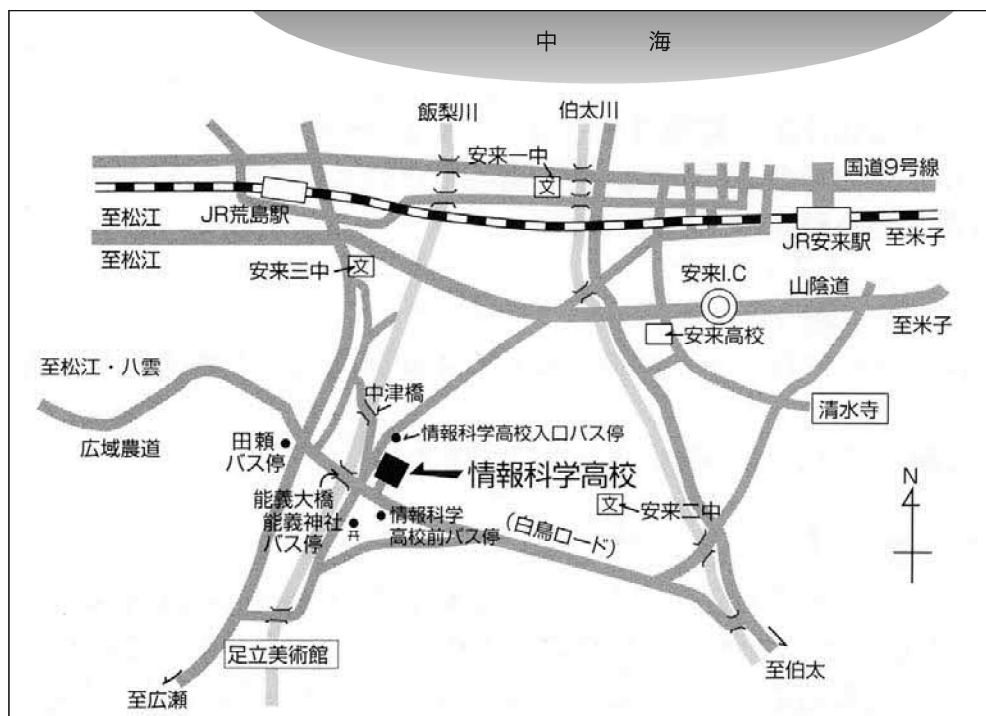 中 海
飯梨川
伯太川
安来一中
文
国道9号線
至松江
JR荒島駅
JR安来駅
至米子
至松江
安来三中
文
安来I.C
山陰道
至米子
安来高校
至松江・八雲
中津橋
清水寺
広域農道
田頼
バス停
情報科学高校入口バス停
情報科学高校
N
能義大橋
能義神社
バス停
情報科学
高校前バス停
(白鳥ロード)
文
安来二中
足立美術館
至広瀬
至伯太